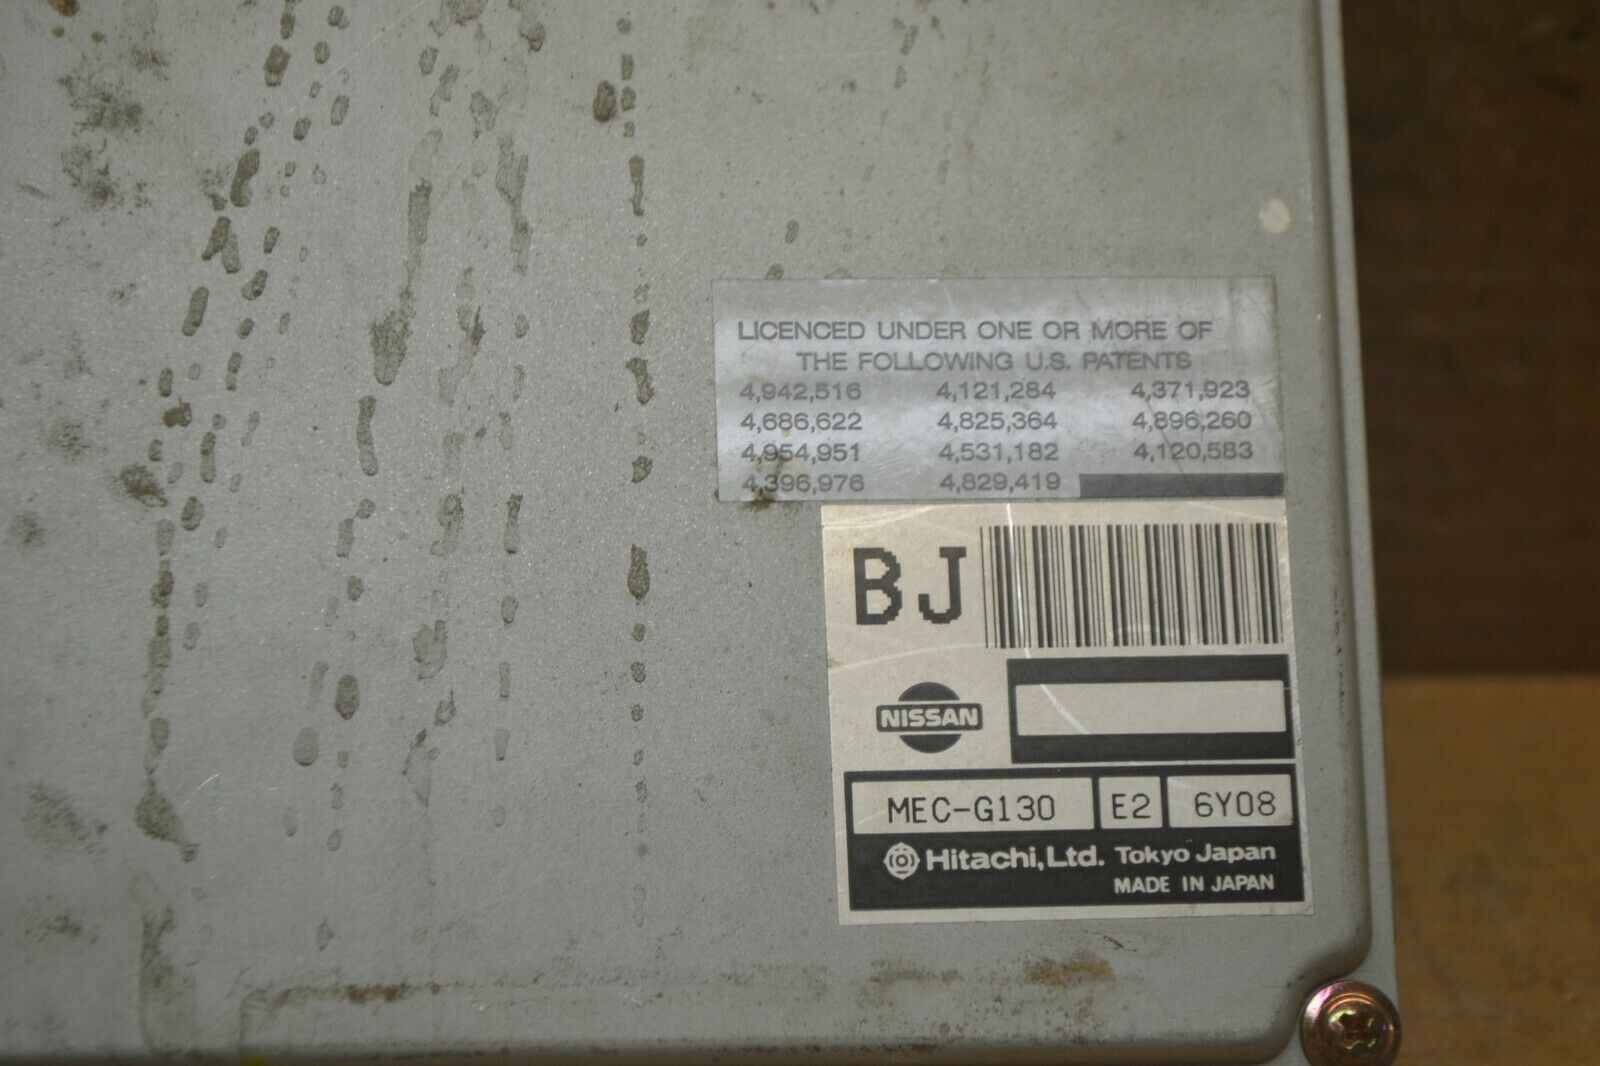 LICENCED UNDER ONE OR MORE OF
THE FOLLOWING U.S. PATENTS
4,942,516 4,121,284 4,371,923
4,686,622 4,825,364 4,896,260
4,954,951 4,531,182 4,120,583
4,396,976 4,829,419
BJ
NISSAN
MEC-G130 E2 6Y08
Hitachi,Ltd. Tokyo Japan
MADE IN JAPAN